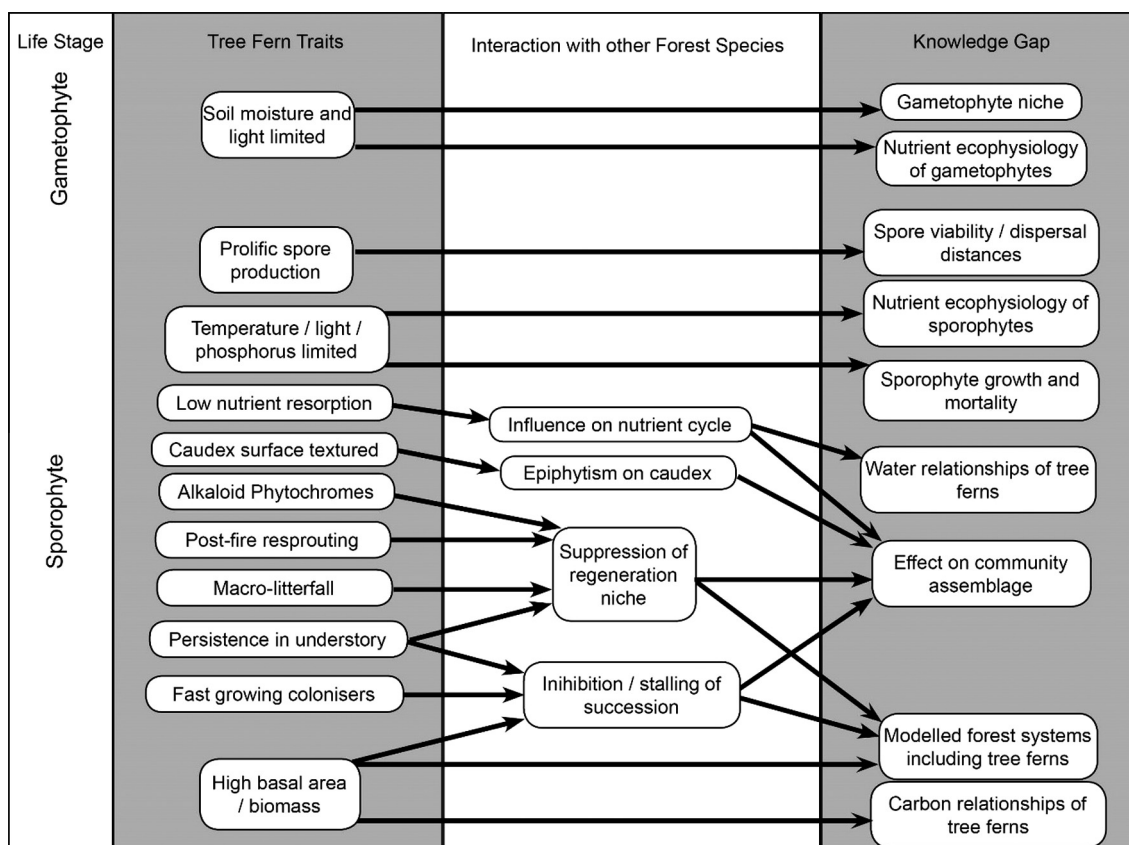 Life Stage
Tree Fern Traits
Interaction with other Forest Species
Knowledge Gap
Gametophyte
Soil moisture and
light limited
Gametophyte niche
Nutrient ecophysiology
of gametophytes
Sporophyte
Prolific spore
production
Spore viability / dispersal
distances
Temperature / light /
phosphorus limited
Nutrient ecophysiology of
sporophytes
Sporophyte growth and
mortality
Low nutrient resorption
Influence on nutrient cycle
Caudex surface textured
Epiphytism on caudex
Water relationships of tree
ferns
Alkaloid Phytochromes
Post-fire resprouting
Suppression of
regeneration
niche
Effect on community
assemblage
Macro-litterfall
Persistence in understory
Fast growing colonisers
Inihibition / stalling of
succession
High basal area
/ biomass
Modelled forest systems
including tree ferns
Carbon relationships of
tree ferns